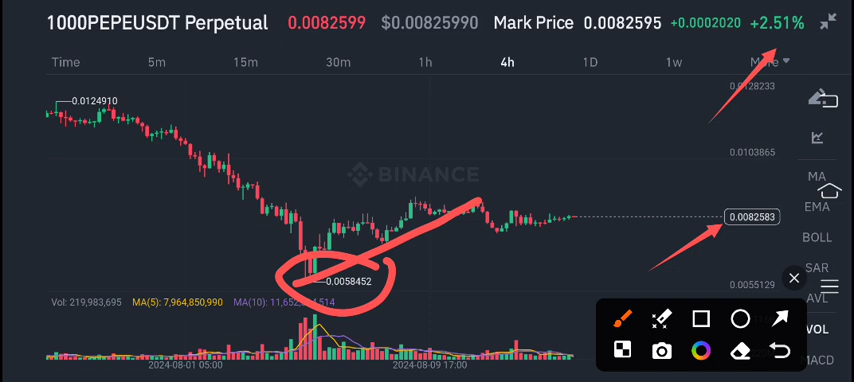 1000PEPEUSDT Perpetual 0.0082599 $0.00825990 Mark Price 0.0082595 +0.0002020 +2.51%
Time 5m 15m 30m 1h 4h 1D 1w
0.0128233
0.0124910
0.0103865
BINANCE
MA
EMA
0.0082583
BOLL
SAR
0.0058452
0.0055129
AVL
Vol: 219,983,695 MA(5): 7,964,850,990 MA(10): 11,652, 514
VOL
MACD
2024-08-01 05:00 2024-08-09 17:00